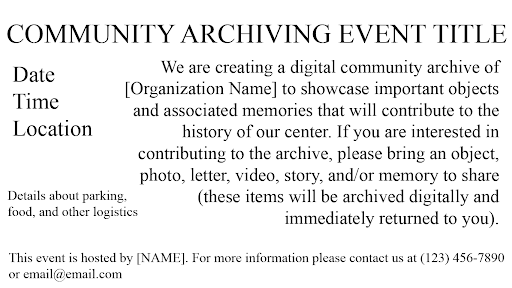 COMMUNITY ARCHIVING EVENT TITLE
Date
Time
Location
We are creating a digital community archive of
[Organization Name] to showcase important objects
and associated memories that will contribute to the
history of our center. If you are interested in
contributing to the archive, please bring an object,
photo, letter, video, story, and/or memory to share
(these items will be archived digitally and
immediately returned to you).
Details about parking,
food, and other logistics
This event is hosted by [NAME]. For more information please contact us at (123) 456-7890
or email@email.com